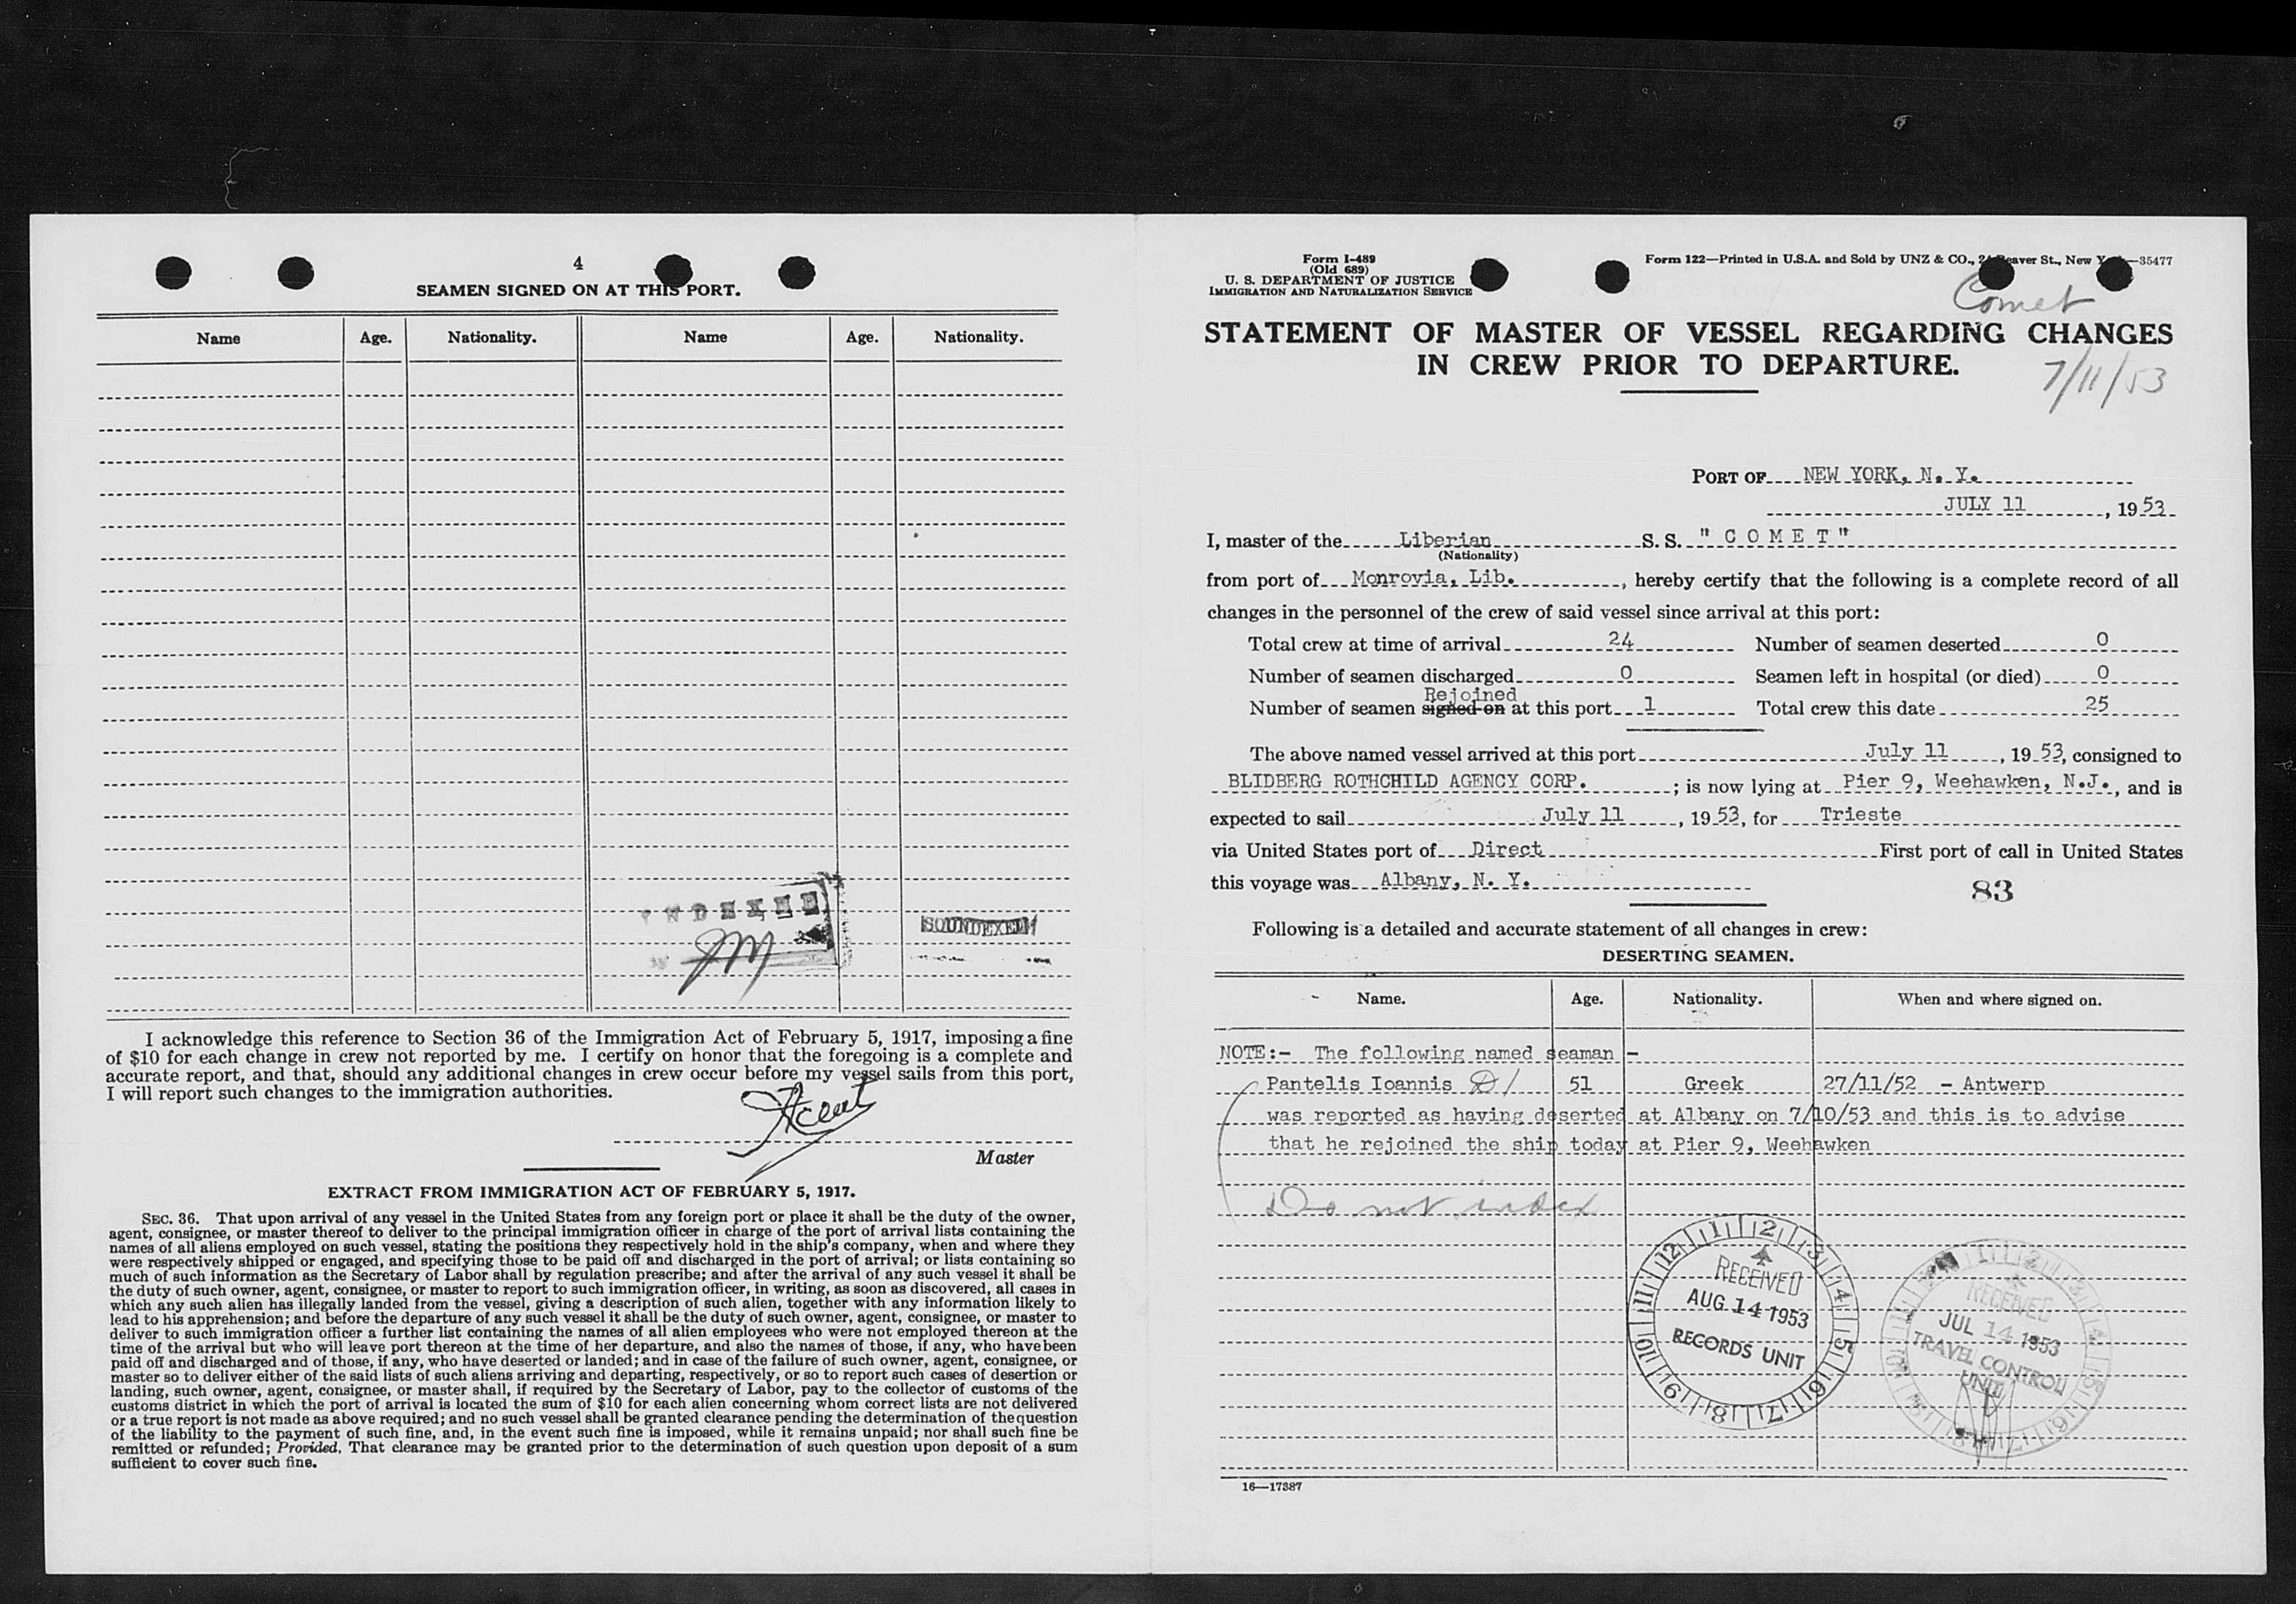 4
SEAMEN SIGNED ON AT THIS PORT.
Name Age. Nationality. Name Age. Nationality.
INDEXED
JM
SOUNDEXED
I acknowledge this reference to Section 36 of the Immigration Act of February 5, 1917, imposing a fine
of $10 for each change in crew not reported by me. I certify on honor that the foregoing is a complete and
accurate report, and that, should any additional changes in crew occur before my vessel sails from this port,
I will report such changes to the immigration authorities.
Master
EXTRACT FROM IMMIGRATION ACT OF FEBRUARY 5, 1917.
SEC. 36. That upon arrival of any vessel in the United States from any foreign port or place it shall be the duty of the owner,
agent, consignee, or master thereof to deliver to the principal immigration officer in charge of the port of arrival lists containing the
names of all aliens employed on such vessel, stating the positions they respectively hold in the ship's company, when and where they
were respectively shipped or engaged, and specifying those to be paid off and discharged in the port of arrival; or lists containing so
much of such information as the Secretary of Labor shall by regulation prescribe; and after the arrival of any such vessel it shall be
the duty of such owner, agent, consignee, or master to report to such immigration officer, in writing, as soon as discovered, all cases in
which any such alien has illegally landed from the vessel, giving a description of such alien, together with any information likely to
lead to his apprehension; and before the departure of any such vessel it shall be the duty of such owner, agent, consignee, or master to
deliver to such immigration officer a further list containing the names of all alien employees who were not employed thereon at the
time of the arrival but who will leave port thereon at the time of her departure, and also the names of those, if any, who have been
paid off and discharged and of those, if any, who have deserted or landed; and in case of the failure of such owner, agent, consignee, or
master so to deliver either of the said lists of such aliens arriving and departing, respectively, or so to report such cases of desertion or
landing, such owner, agent, consignee, or master shall, if required by the Secretary of Labor, pay to the collector of customs of the
customs district in which the port of arrival is located the sum of $10 for each alien concerning whom correct lists are not delivered
or a true report is not made as above required; and no such vessel shall be granted clearance pending the determination of the question
of the liability to the payment of such fine, and, in the event such fine is imposed, while it remains unpaid; nor shall such fine be
remitted or refunded; Provided, That clearance may be granted prior to the determination of such question upon deposit of a sum
sufficient to cover such fine.
Form I-489
(Old 689)
U. S. DEPARTMENT OF JUSTICE
IMMIGRATION AND NATURALIZATION SERVICE
Form 122—Printed in U.S.A. and Sold by UNZ & CO., 24 Beaver St., New York—35477
Comet
STATEMENT OF MASTER OF VESSEL REGARDING CHANGES
IN CREW PRIOR TO DEPARTURE.
7/11/53
PORT OF NEW YORK, N. Y.
JULY 11, 1953
I, master of the Liberian S. S. " C O M E T "
(Nationality)
from port of Monrovia, Lib., hereby certify that the following is a complete record of all
changes in the personnel of the crew of said vessel since arrival at this port:
Total crew at time of arrival 24 Number of seamen deserted 0
Number of seamen discharged 0 Seamen left in hospital (or died) 0
Rejoined
Number of seamen signed on at this port 1 Total crew this date 25
The above named vessel arrived at this port July 11, 1953, consigned to
BLIDBERG ROTHCHILD AGENCY CORP.; is now lying at Pier 9, Weehawken, N.J., and is
expected to sail July 11, 1953, for Trieste
via United States port of Direct First port of call in United States
this voyage was Albany, N. Y.
83
Following is a detailed and accurate statement of all changes in crew:
DESERTING SEAMEN.
Name. Age. Nationality. When and where signed on.
NOTE:- The following named seaman -
Pantelis Ioannis 51 Greek 27/11/52 - Antwerp
was reported as having deserted at Albany on 7/10/53 and this is to advise
that he rejoined the ship today at Pier 9, Weehawken
Do not index
12 1 2 3 4 5 6 7 8 9 10 11
RECEIVED
AUG 14 1953
RECORDS UNIT
RECEIVED
JUL 14 1953
TRAVEL CONTROL
UNIT
16—17387